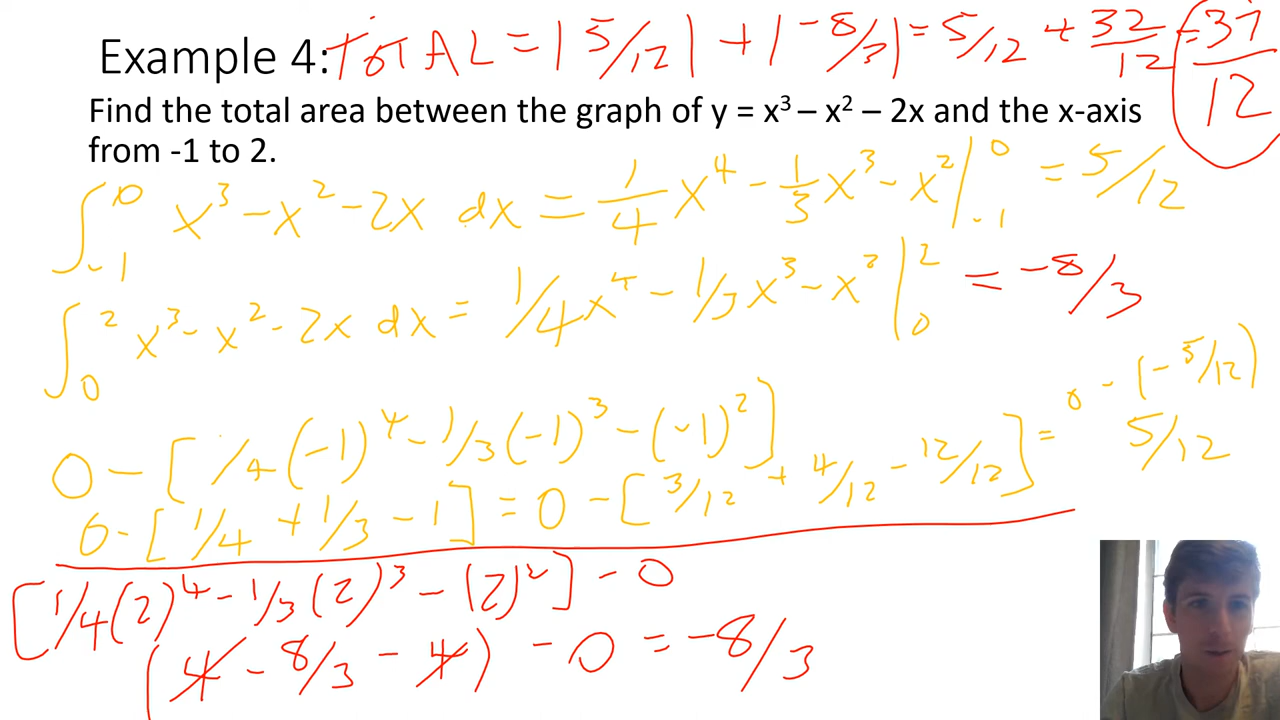 Example 4: TOTAL = |5/12| + |-8/3| = 5/12 + 32/12 = 37/12
Find the total area between the graph of y = x³ – x² – 2x and the x-axis
from -1 to 2.
∫₋₁⁰ x³ - x² - 2x dx = 1/4 x⁴ - 1/3 x³ - x² |₋₁⁰ = 5/12
∫₀² x³ - x² - 2x dx = 1/4 x⁴ - 1/3 x³ - x² |₀² = -8/3
0 - [1/4 (-1)⁴ - 1/3 (-1)³ - (-1)²]
0 - [1/4 + 1/3 - 1] = 0 - [3/12 + 4/12 - 12/12] = 0 - (-5/12)
5/12
[1/4 (2)⁴ - 1/3 (2)³ - (2)²] - 0
(4 - 8/3 - 4) - 0 = -8/3